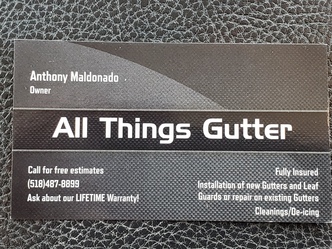 Anthony Maldonado
Owner
All Things Gutter
Call for free estimates
(518)487-8899
Ask about our LIFETIME Warranty!
Fully Insured
Installation of new Gutters and Leaf
Guards or repair on existing Gutters
Cleanings/De-icing